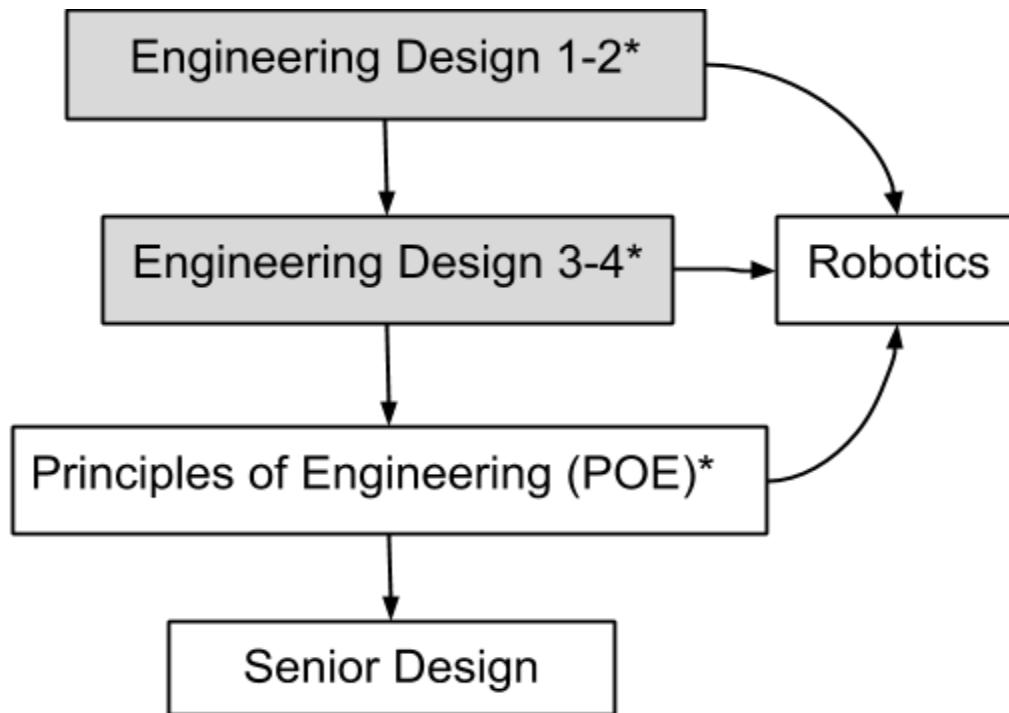 Engineering Design 1-2*
Engineering Design 3-4*
Robotics
Principles of Engineering (POE)*
Senior Design